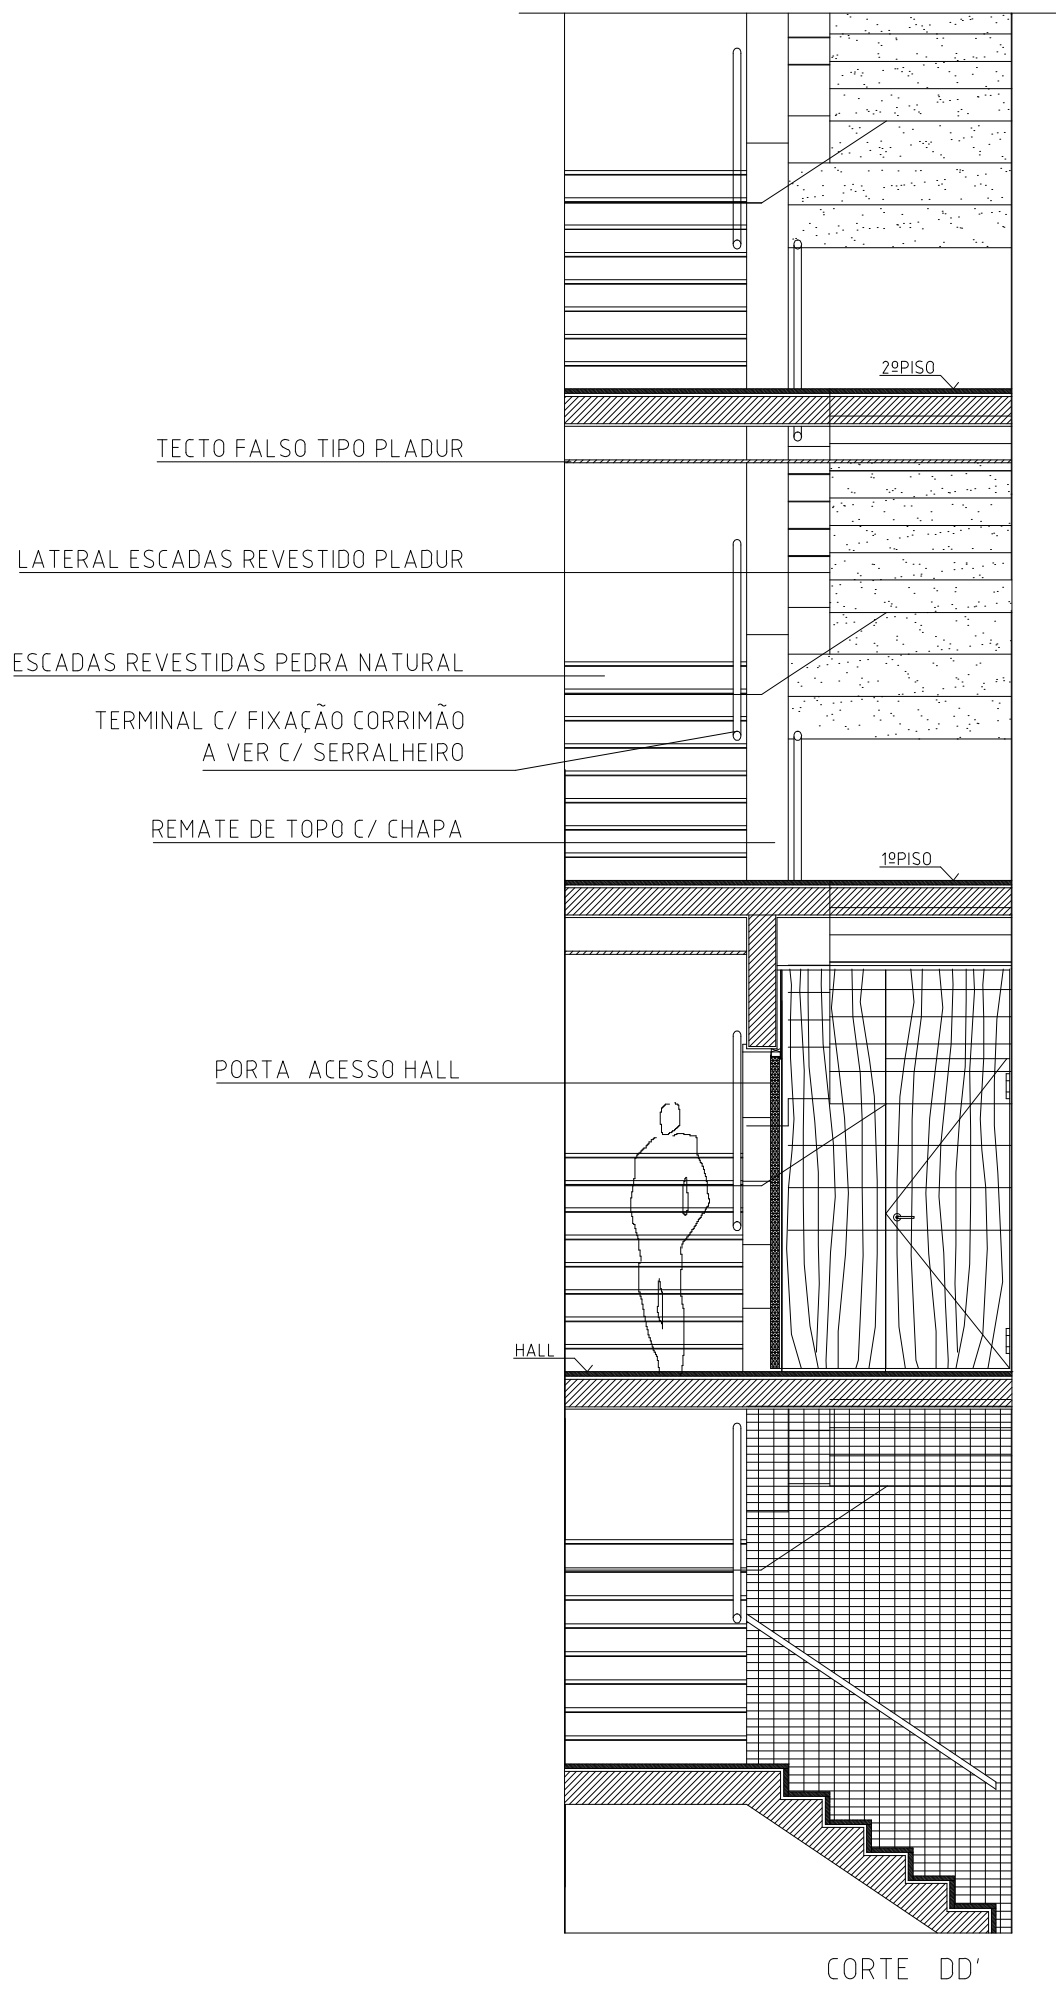 2ºPISO
TECTO FALSO TIPO PLADUR
LATERAL ESCADAS REVESTIDO PLADUR
ESCADAS REVESTIDAS PEDRA NATURAL
TERMINAL C/ FIXAÇÃO CORRIMÃO
A VER C/ SERRALHEIRO
REMATE DE TOPO C/ CHAPA
1ºPISO
PORTA ACESSO HALL
HALL
CORTE DD'